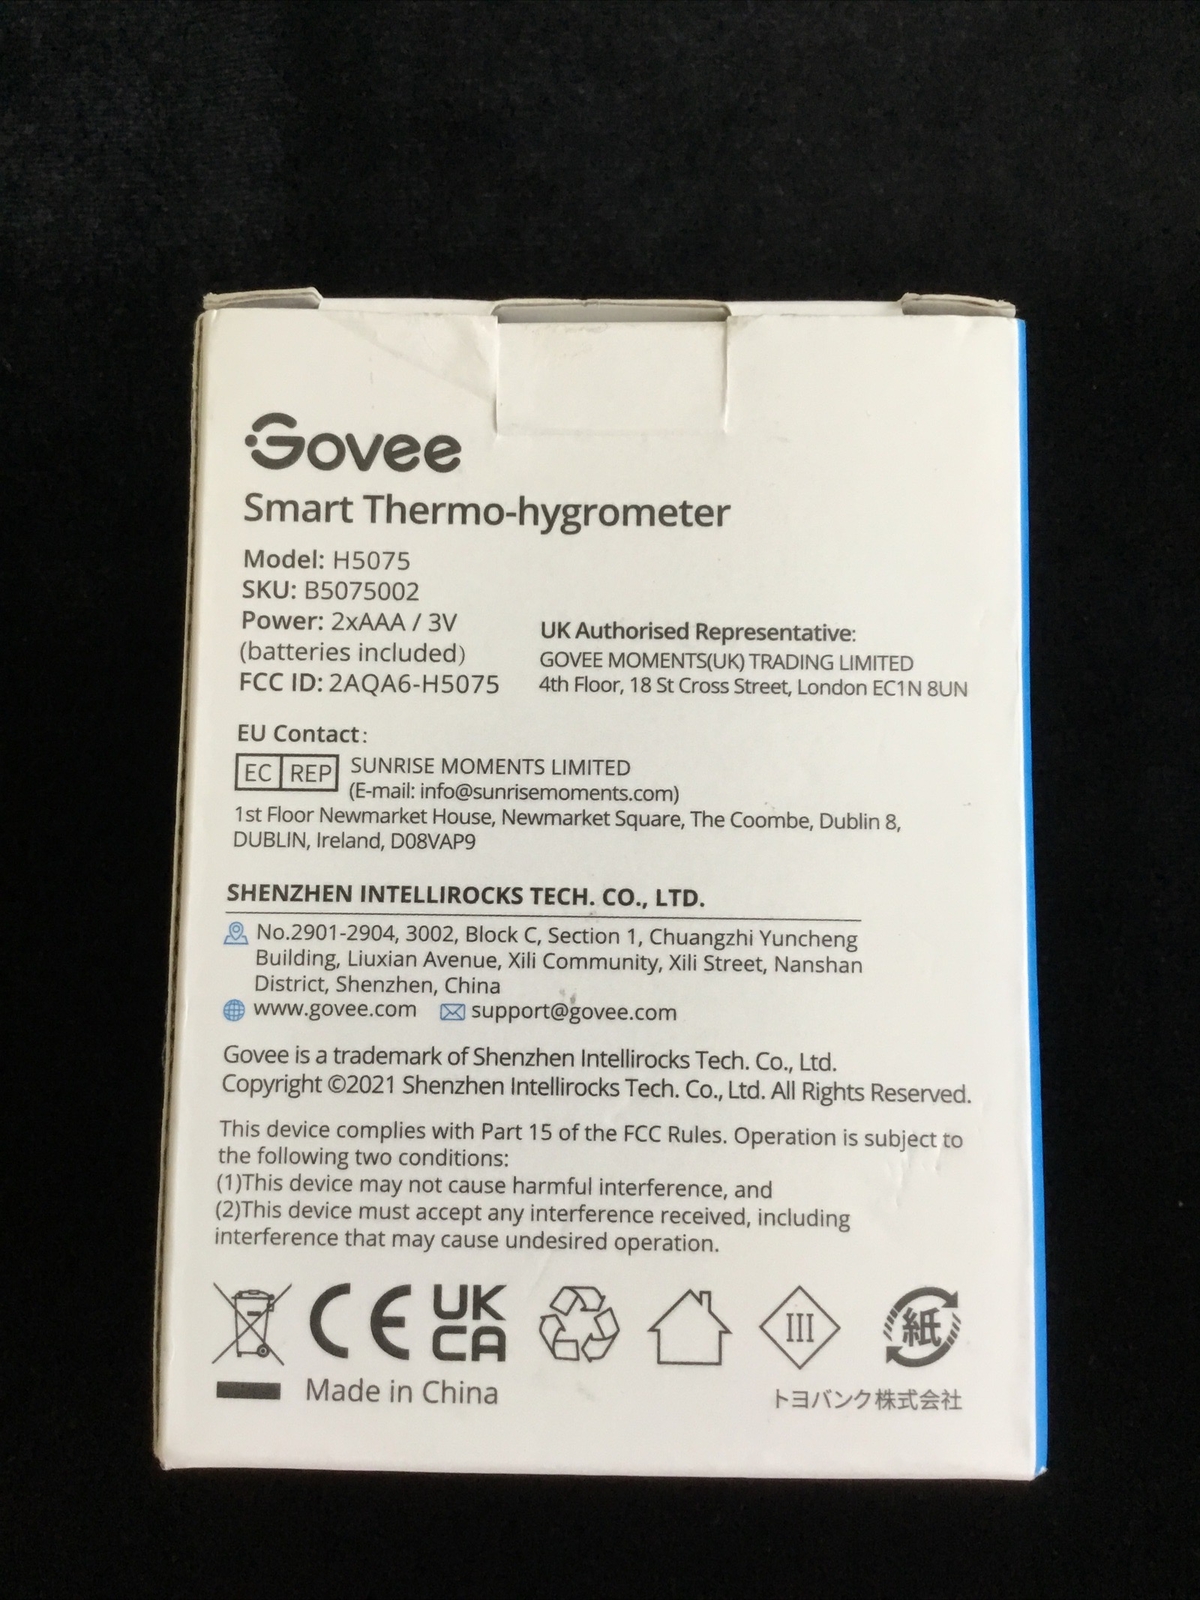 Govee
Smart Thermo-hygrometer
Model: H5075
SKU: B5075002
Power: 2xAAA / 3V
(batteries included)
FCC ID: 2AQA6-H5075
UK Authorised Representative:
GOVEE MOMENTS(UK) TRADING LIMITED
4th Floor, 18 St Cross Street, London EC1N 8UN
EU Contact:
EC REP
SUNRISE MOMENTS LIMITED
(E-mail: info@sunrisemoments.com)
1st Floor Newmarket House, Newmarket Square, The Coombe, Dublin 8,
DUBLIN, Ireland, D08VAP9
SHENZHEN INTELLIROCKS TECH. CO., LTD.
No.2901-2904, 3002, Block C, Section 1, Chuangzhi Yuncheng
Building, Liuxian Avenue, Xili Community, Xili Street, Nanshan
District, Shenzhen, China
www.govee.com support@govee.com
Govee is a trademark of Shenzhen Intellirocks Tech. Co., Ltd.
Copyright ©2021 Shenzhen Intellirocks Tech. Co., Ltd. All Rights Reserved.
This device complies with Part 15 of the FCC Rules. Operation is subject to
the following two conditions:
(1)This device may not cause harmful interference, and
(2)This device must accept any interference received, including
interference that may cause undesired operation.
CE UK CA III 紙
Made in China
トヨバンク株式会社